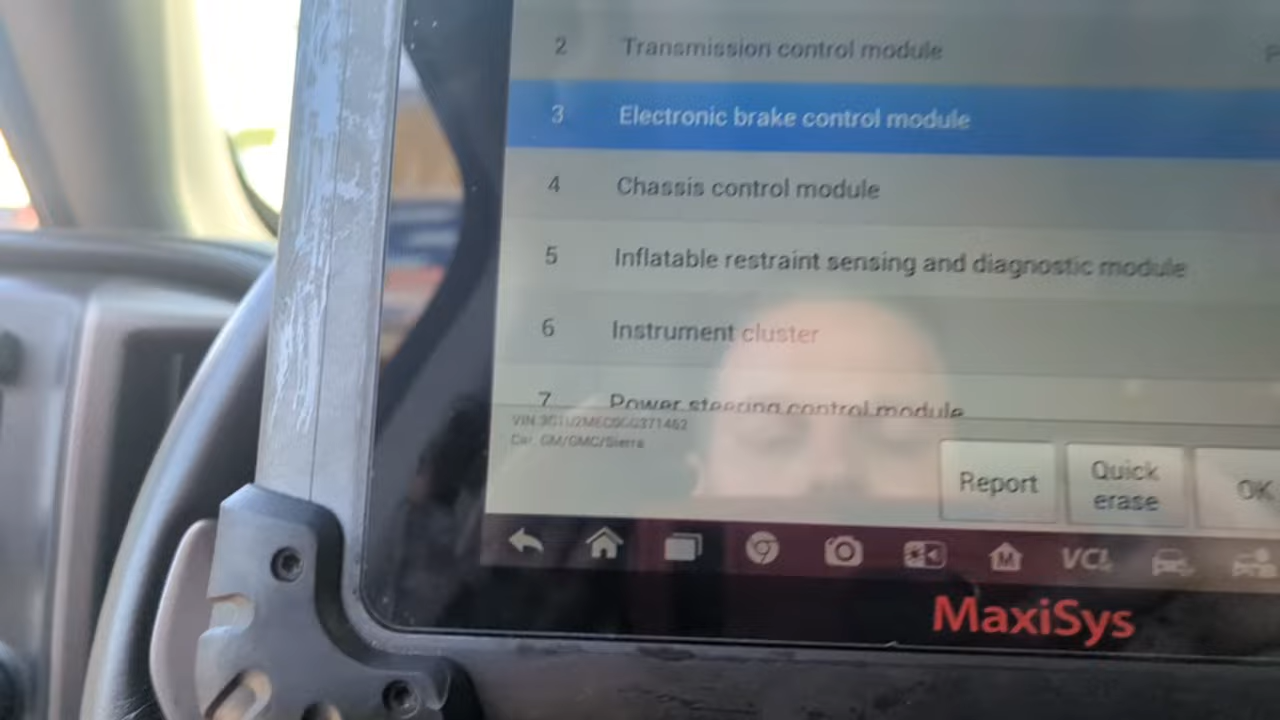 2 Transmission control module
3 Electronic brake control module
4 Chassis control module
5 Inflatable restraint sensing and diagnostic module
6 Instrument cluster
7 Power steering control module
VIN
Car GM/GMC/Sierra
Report
Quick
erase
OK
VCI
MaxiSys